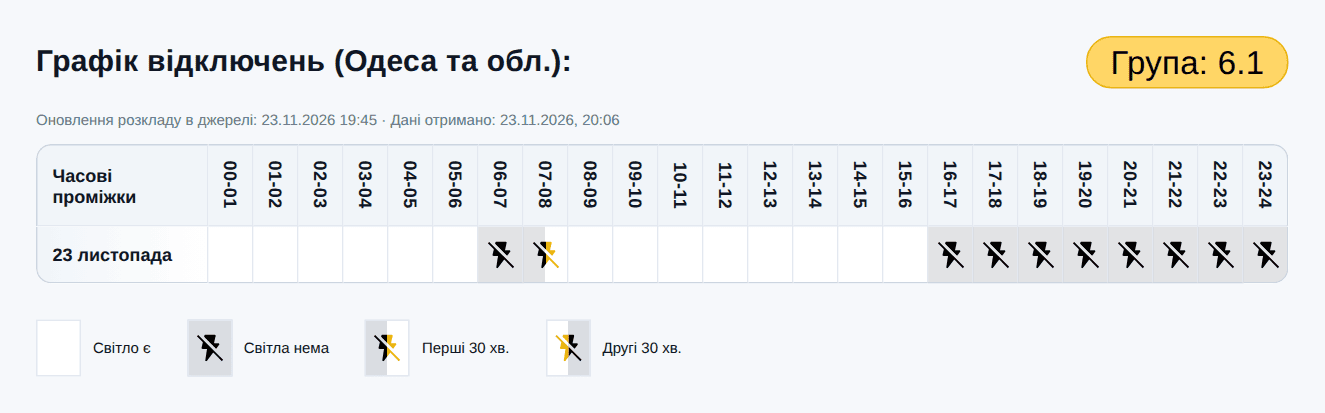 Графік відключень (Одеса та обл.):
Група: 6.1
Оновлення розкладу в джерелі: 23.11.2026 19:45 · Дані отримано: 23.11.2026, 20:06
Часові
проміжки
00-01
01-02
02-03
03-04
04-05
05-06
06-07
07-08
08-09
09-10
10-11
11-12
12-13
13-14
14-15
15-16
16-17
17-18
18-19
19-20
20-21
21-22
22-23
23-24
23 листопада
Світло є
Світла нема
Перші 30 хв.
Другі 30 хв.